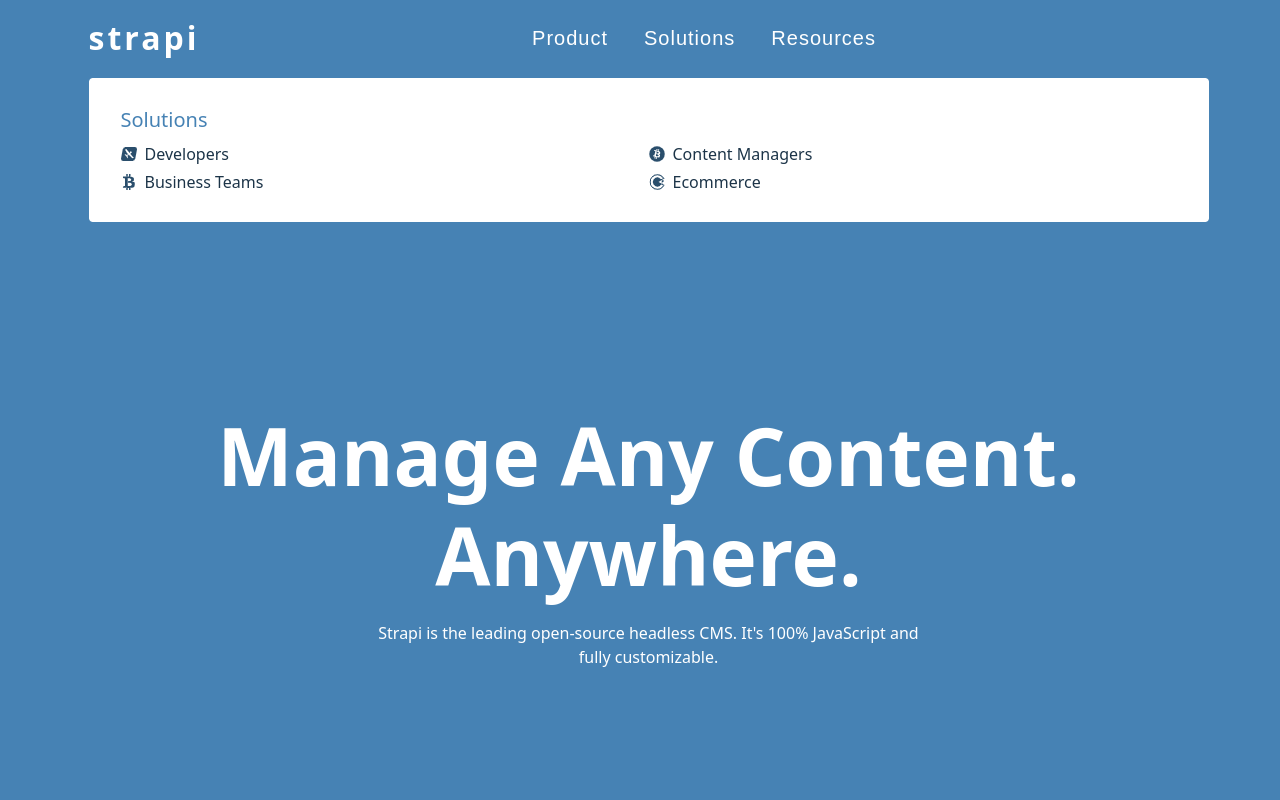 strapi
Product Solutions Resources
Solutions
Developers Content Managers
Business Teams Ecommerce
Manage Any Content.
Anywhere.
Strapi is the leading open-source headless CMS. It's 100% JavaScript and
fully customizable.